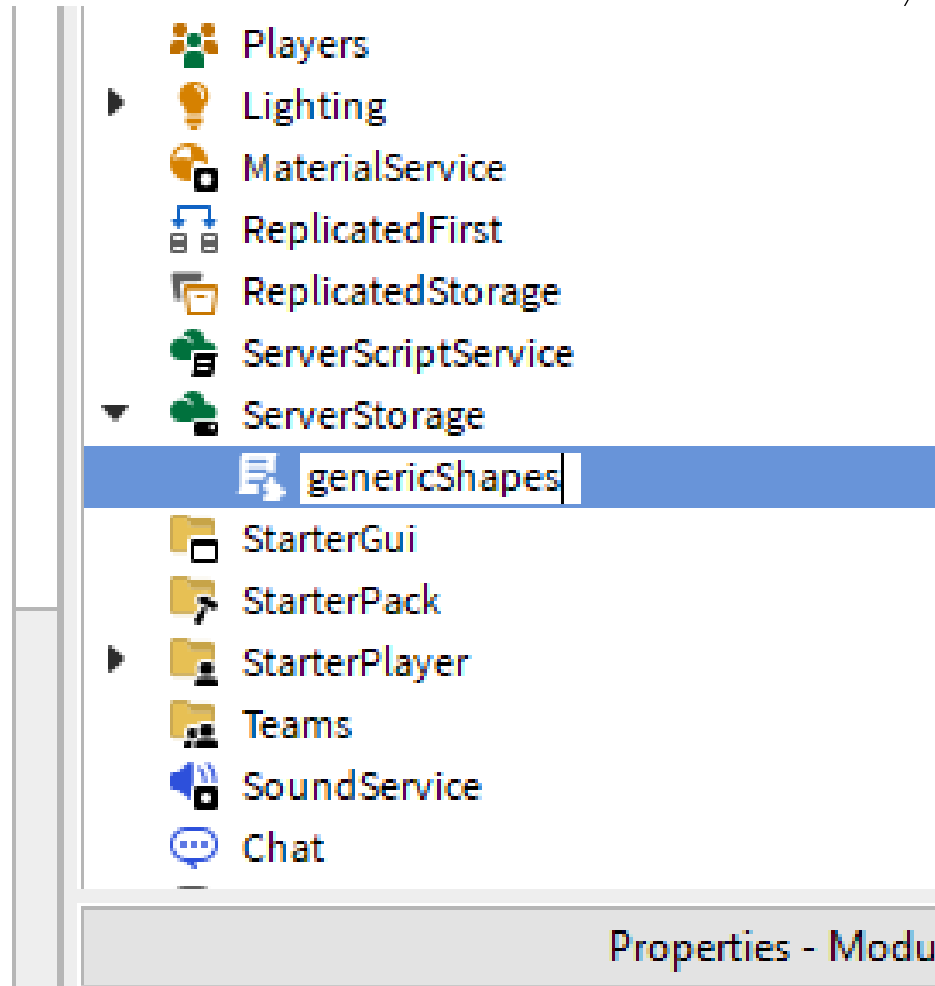 Players
Lighting
MaterialService
ReplicatedFirst
ReplicatedStorage
ServerScriptService
ServerStorage
genericShapes
StarterGui
StarterPack
StarterPlayer
Teams
SoundService
Chat
Properties - Modu